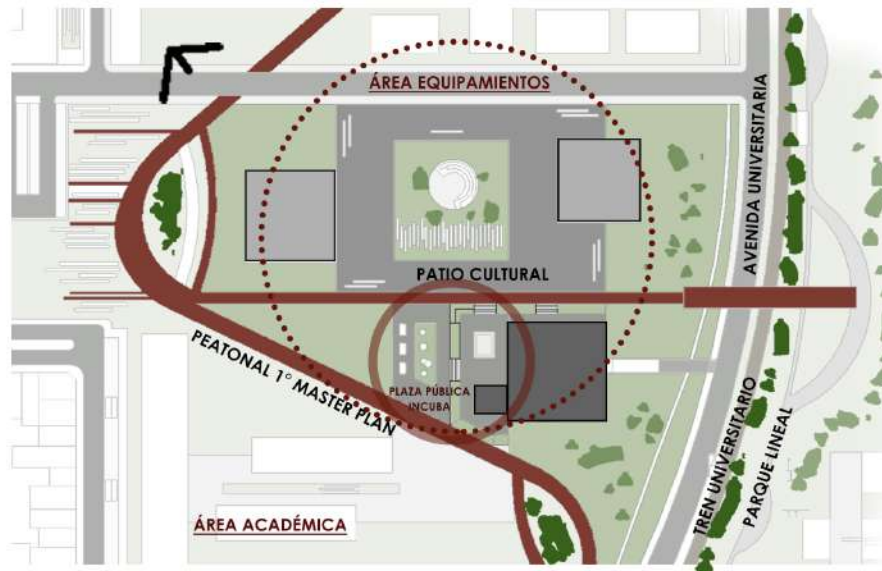 ÁREA EQUIPAMIENTOS
AVENIDA UNIVERSITARIA
PATIO CULTURAL
PEATONAL 1° MASTER PLAN
PLAZA PÚBLICA
INCUBA
TREN UNIVERSITARIO
PARQUE LINEAL
ÁREA ACADÉMICA